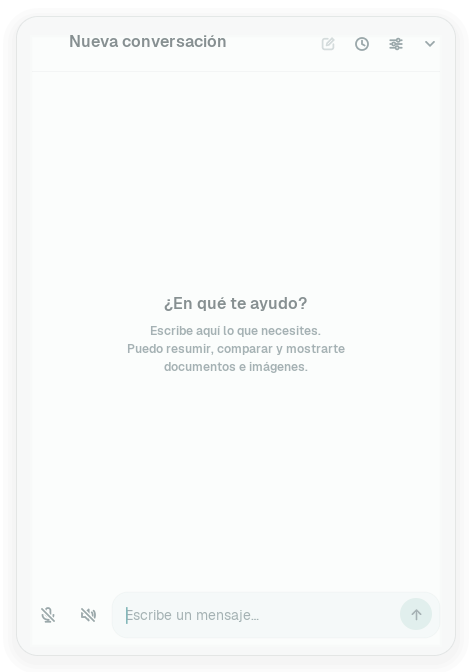 Nueva conversación
¿En qué te ayudo?
Escribe aquí lo que necesites.
Puedo resumir, comparar y mostrarte
documentos e imágenes.
Escribe un mensaje...